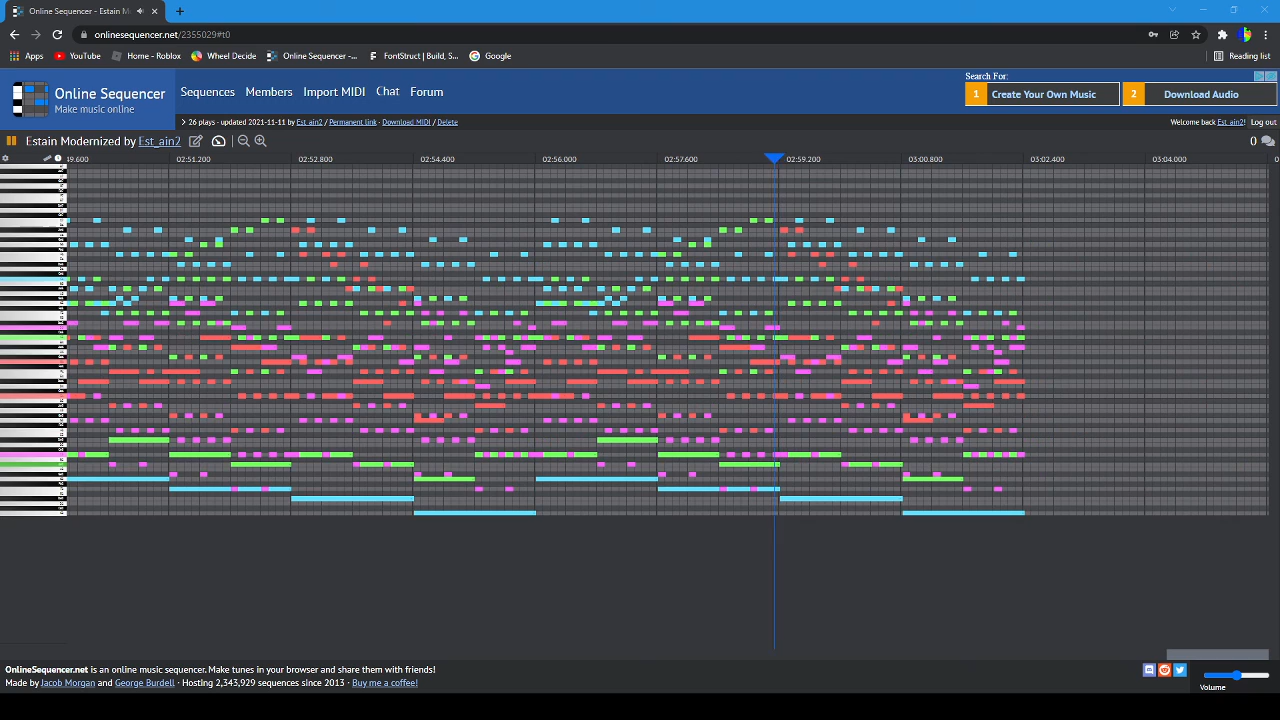 Online Sequencer - Estain M
onlinesequencer.net/2355029#t0
Apps YouTube Home - Roblox Wheel Decide Online Sequencer -... FontStruct | Build, S... Google Reading list
Online Sequencer
Make music online
Sequences Members Import MIDI Chat Forum
Search For:
1 Create Your Own Music 2 Download Audio
26 plays - updated 2021-11-11 by Est_ain2 / Permanent link · Download MIDI / Delete
Welcome back Est_ain2! Log out
Estain Modernized by Est_ain2
0
49.600 02:51.200 02:52.800 02:54.400 02:56.000 02:57.600 02:59.200 03:00.800 03:02.400 03:04.000 0
OnlineSequencer.net is an online music sequencer. Make tunes in your browser and share them with friends!
Made by Jacob Morgan and George Burdell · Hosting 2,343,929 sequences since 2013 · Buy me a coffee!
Volume